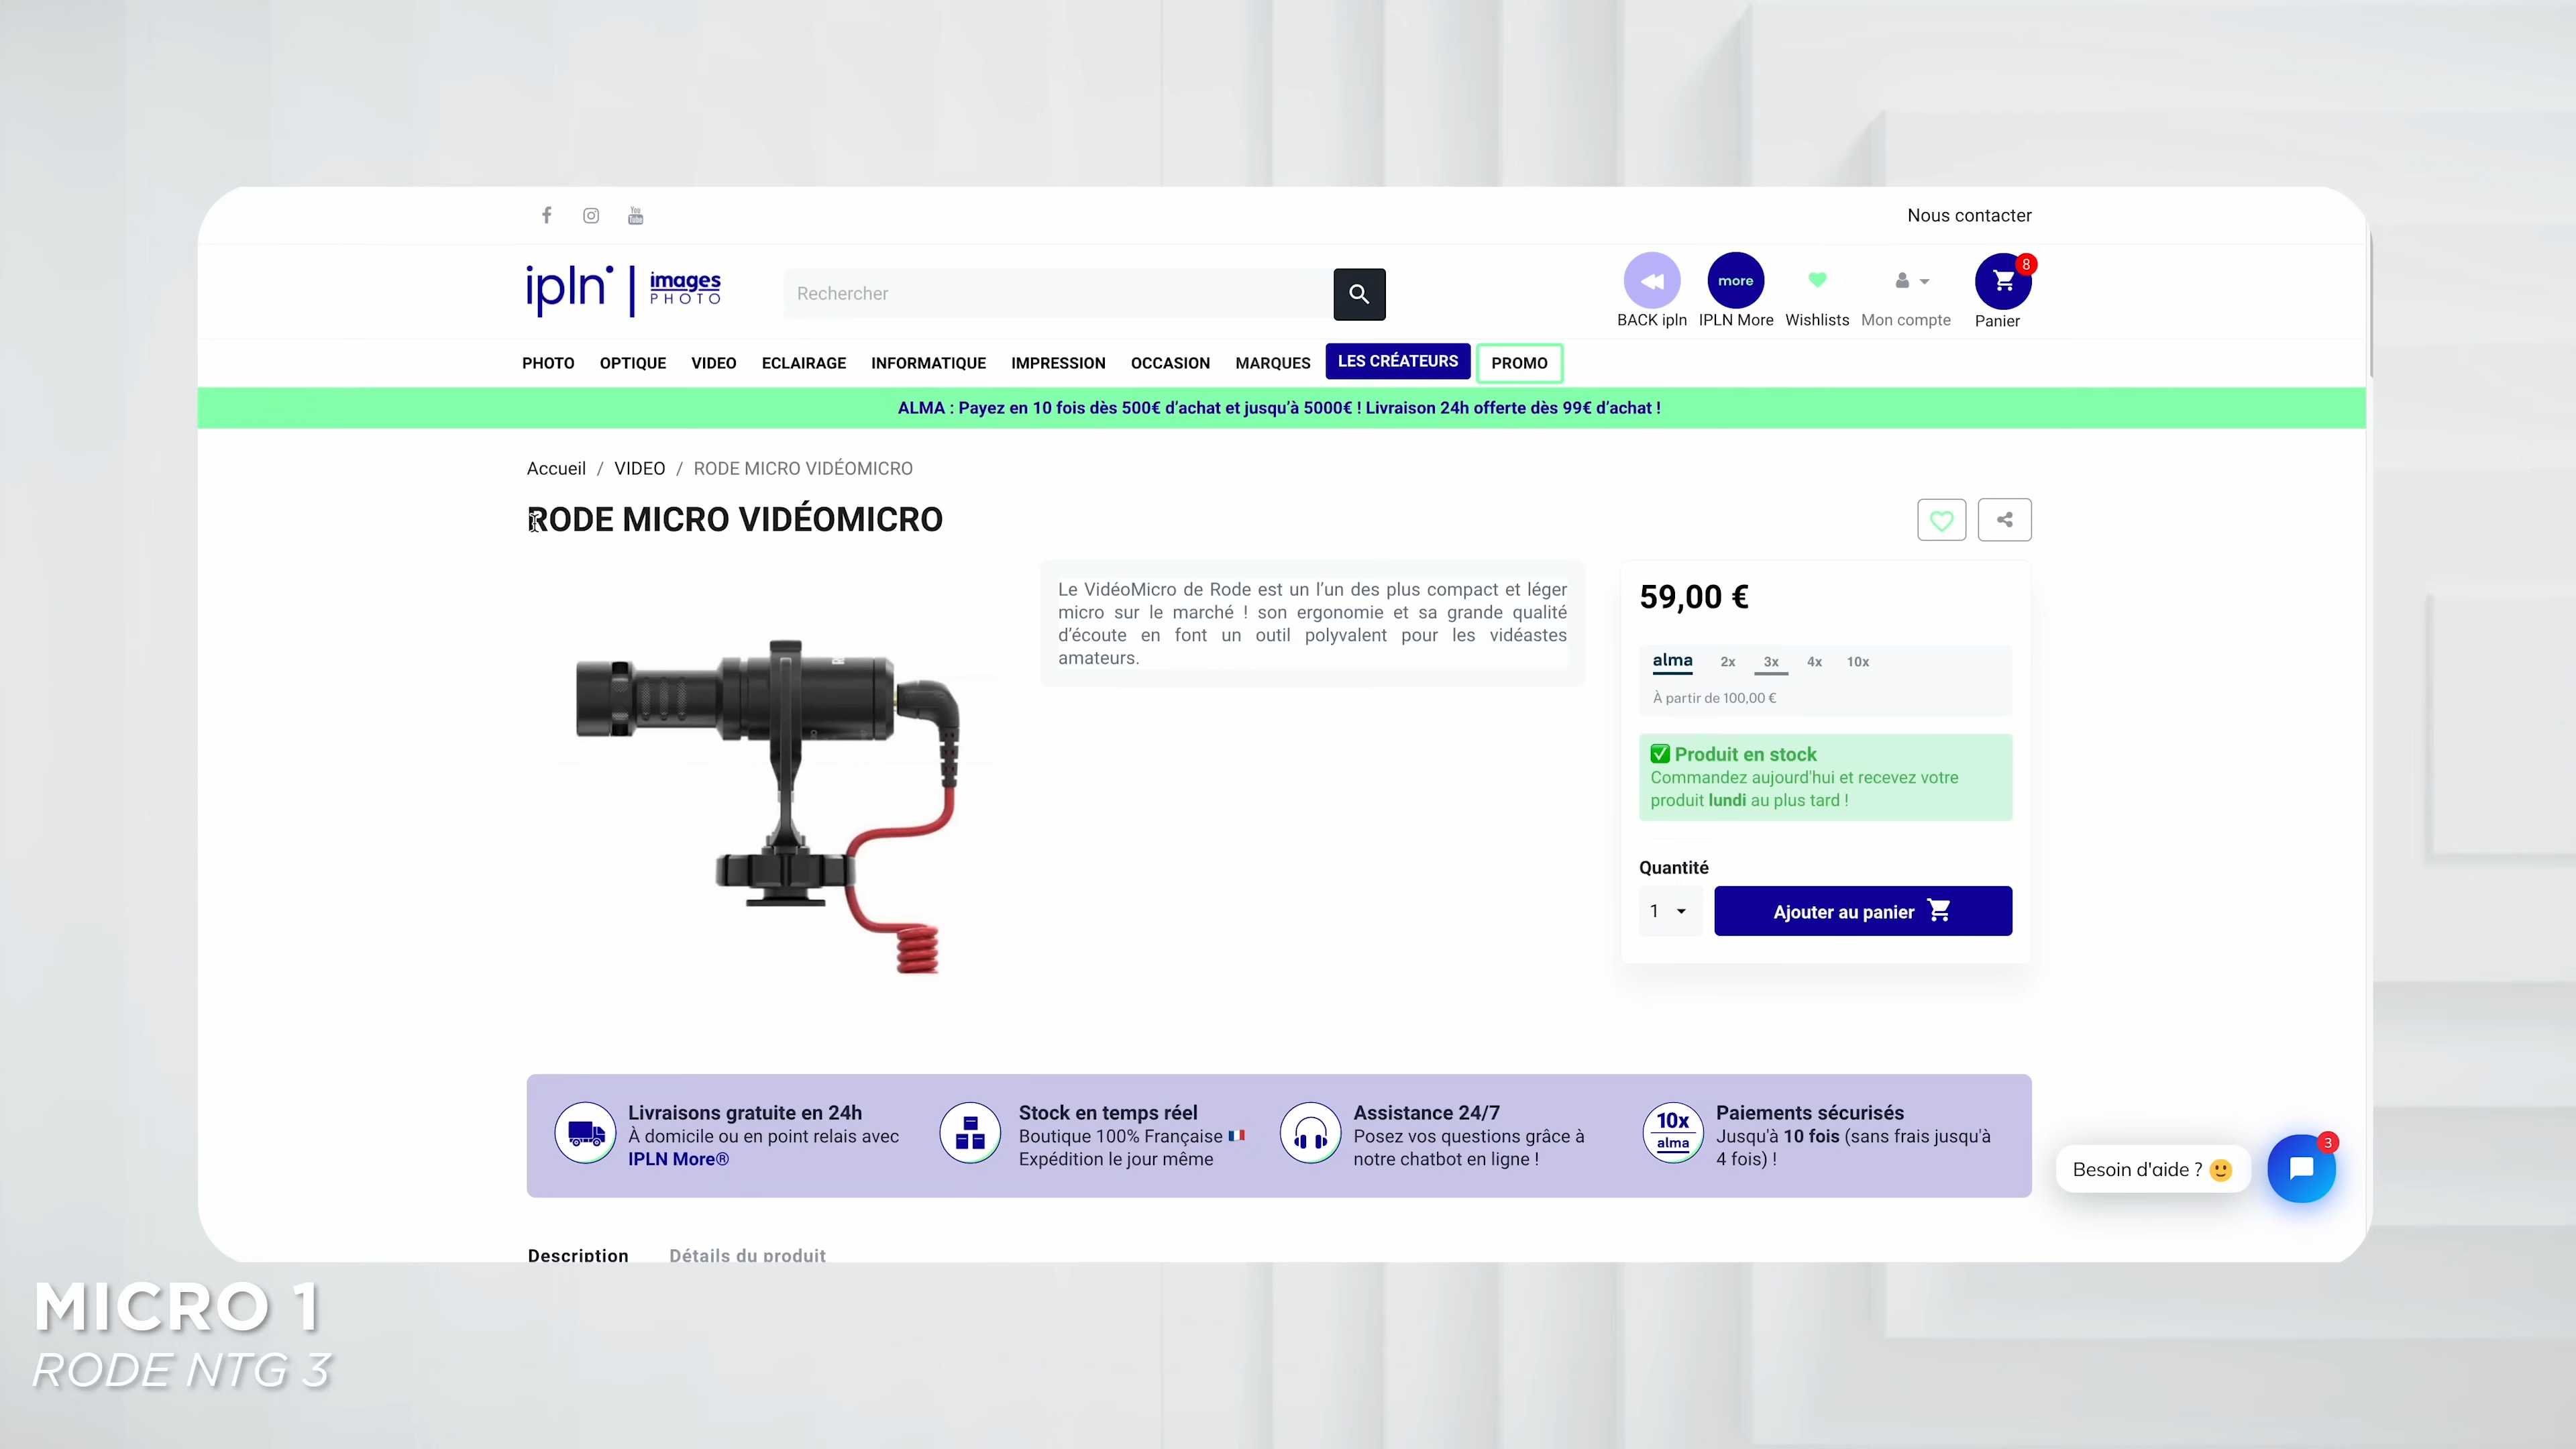 Nous contacter
ipln | images PHOTO
Rechercher
more
8
BACK ipln
IPLN More
Wishlists
Mon compte
Panier
PHOTO OPTIQUE VIDEO ECLAIRAGE INFORMATIQUE IMPRESSION OCCASION MARQUES LES CRÉATEURS PROMO
ALMA : Payez en 10 fois dès 500€ d'achat et jusqu'à 5000€ ! Livraison 24h offerte dès 99€ d'achat !
Accueil / VIDEO / RODE MICRO VIDÉOMICRO
RODE MICRO VIDÉOMICRO
Le VidéoMicro de Rode est un l'un des plus compact et léger
micro sur le marché ! son ergonomie et sa grande qualité
d'écoute en font un outil polyvalent pour les vidéastes
amateurs.
59,00 €
alma 2x 3x 4x 10x
À partir de 100,00 €
✅ Produit en stock
Commandez aujourd'hui et recevez votre
produit lundi au plus tard !
Quantité
1
Ajouter au panier
Livraisons gratuite en 24h
À domicile ou en point relais avec
IPLN More®
Stock en temps réel
Boutique 100% Française 🇫🇷
Expédition le jour même
Assistance 24/7
Posez vos questions grâce à
notre chatbot en ligne !
10x
alma
Paiements sécurisés
Jusqu'à 10 fois (sans frais jusqu'à
4 fois) !
Besoin d'aide ? 🙂
3
Description
Détails du produit
MICRO 1
RODE NTG 3